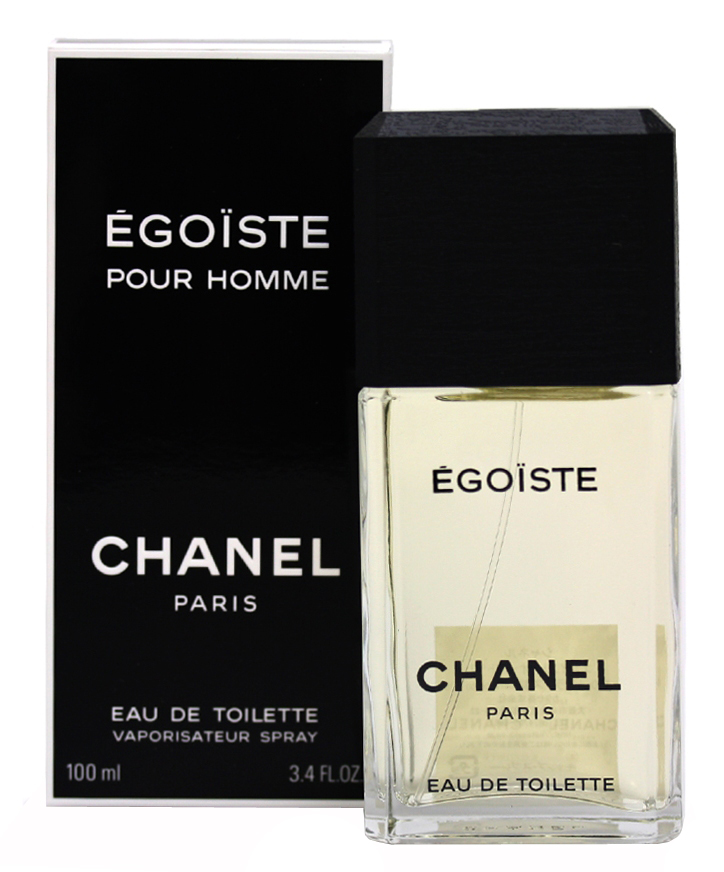 ÉGOÏSTE
POUR HOMME
CHANEL
PARIS
EAU DE TOILETTE
VAPORISATEUR SPRAY
100 ml 3.4 FL.OZ.
ÉGOÏSTE
CHANEL
PARIS
EAU DE TOILETTE